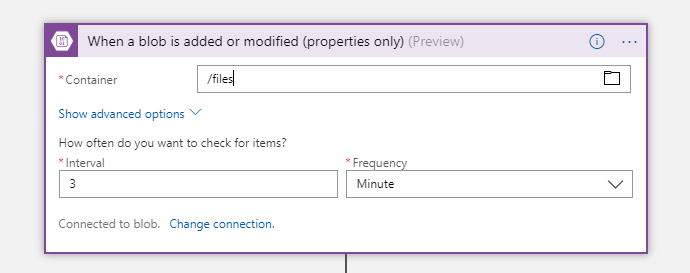 When a blob is added or modified (properties only) (Preview)
* Container
/files
Show advanced options
How often do you want to check for items?
* Interval
* Frequency
3
Minute
Connected to blob. Change connection.